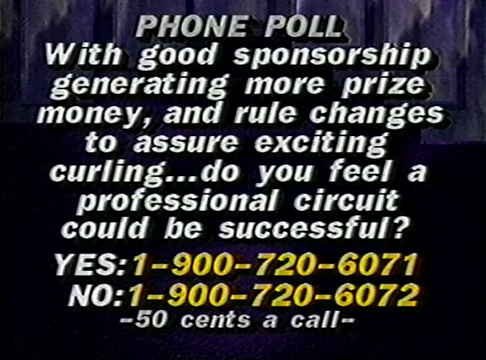 PHONE POLL
With good sponsorship
generating more prize
money, and rule changes
to assure exciting
curling...do you feel a
professional circuit
could be successful?
YES:1-900-720-6071
NO:1-900-720-6072
-50 cents a call-